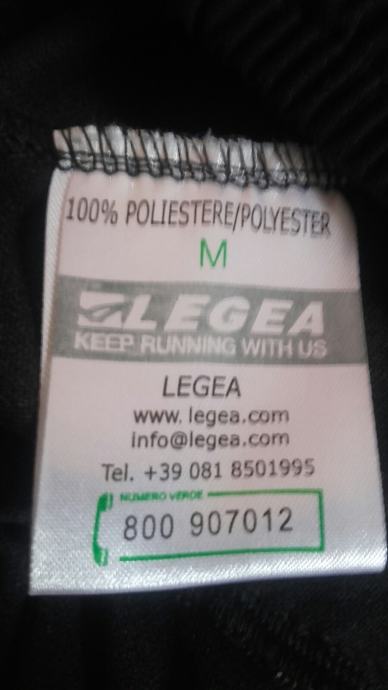 100% POLIESTERE/POLYESTER
M
LEGEA
KEEP RUNNING WITH US
LEGEA
www. legea.com
info@legea.com
Tel. +39 081 8501995
NUMERO VERDE
800 907012